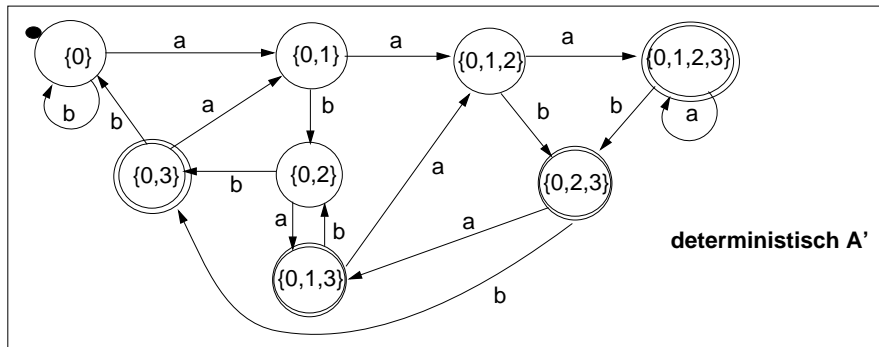 {0} a {0,1} a {0,1,2} a {0,1,2,3}
b b a b b b a
{0,3} b {0,2} a {0,2,3}
a b a
{0,1,3}
deterministisch A’
b